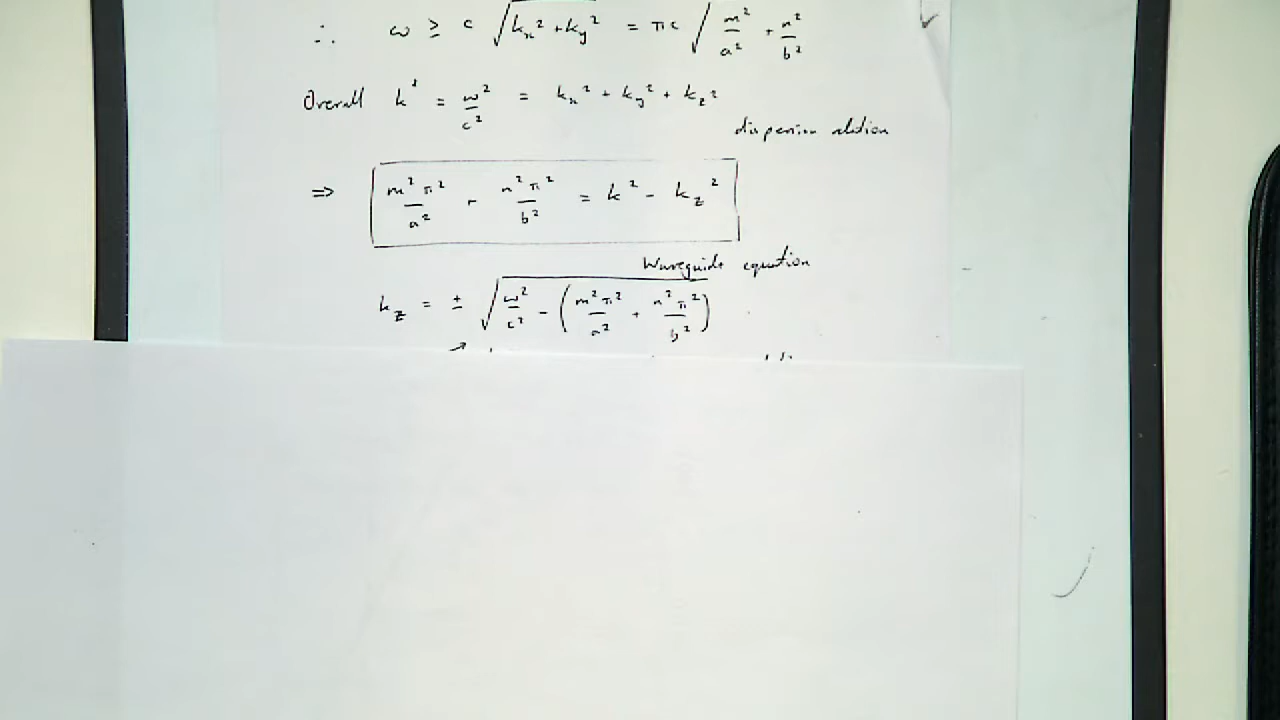 ∴ ω ≥ c √(kx² + ky²) = πc √(m²/a² + n²/b²)
Overall k² = ω²/c² = kx² + ky² + kz²
dispersion relation
⇒ m²π²/a² + n²π²/b² = k² - kz²
Waveguide equation
kz = ± √(ω²/c² - (m²π²/a² + n²π²/b²))